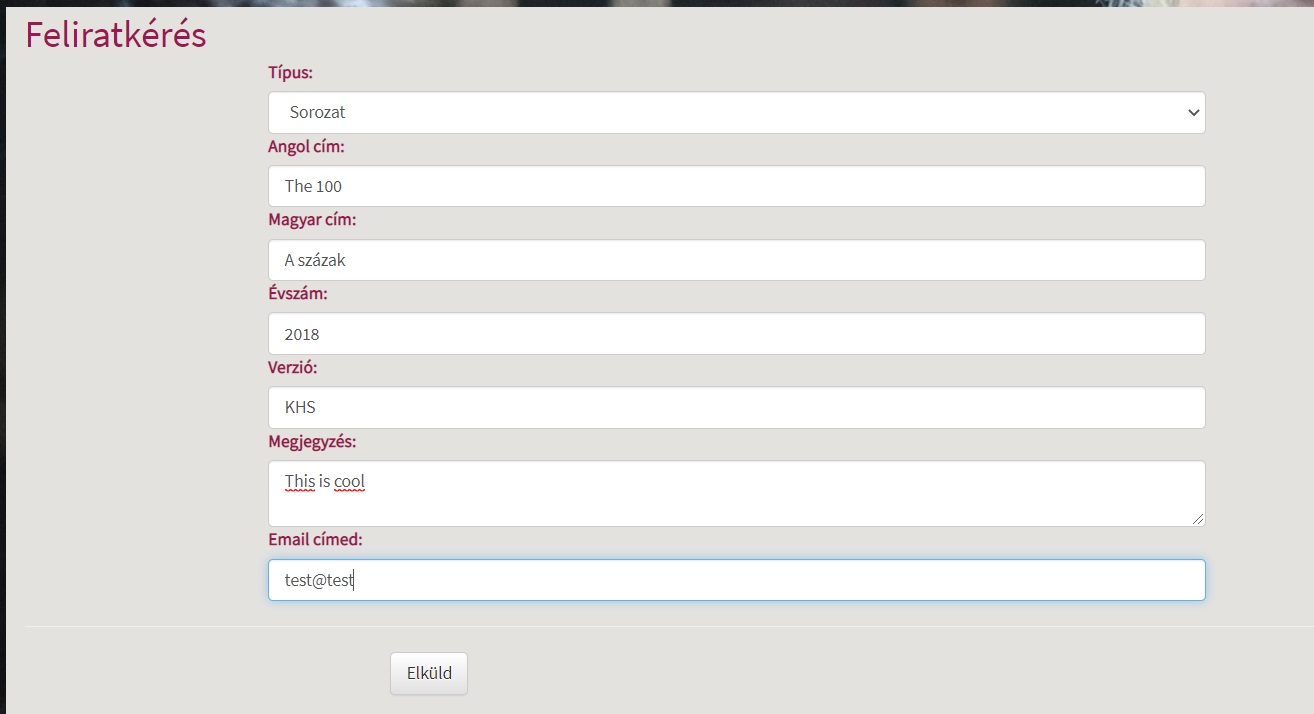 Feliratkérés
Típus:
Sorozat
Angol cím:
The 100
Magyar cím:
A százak
Évszám:
2018
Verzió:
KHS
Megjegyzés:
This is cool
Email címed:
test@test
Elküld